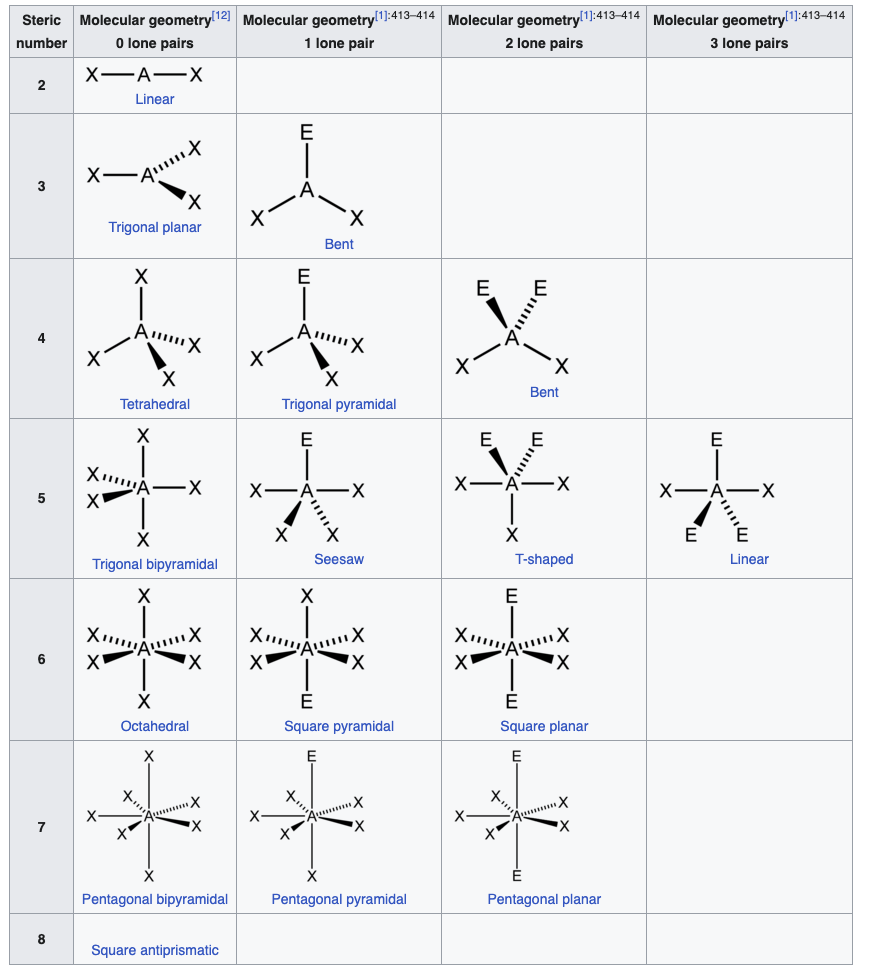 Steric number
Molecular geometry[12] 0 lone pairs
Molecular geometry[1]:413–414 1 lone pair
Molecular geometry[1]:413–414 2 lone pairs
Molecular geometry[1]:413–414 3 lone pairs
2
X A X
Linear
3
X A X X
Trigonal planar
E A X X
Bent
4
X A X X X
Tetrahedral
E A X X X
Trigonal pyramidal
E E A X X
Bent
5
X X X A X X
Trigonal bipyramidal
E X A X X X
Seesaw
E E X A X X
T-shaped
E X A X E E
Linear
6
X X X A X X X
Octahedral
X X X A X X E
Square pyramidal
E X X A X X E
Square planar
7
X X X X A X X X
Pentagonal bipyramidal
E X X X A X X X
Pentagonal pyramidal
E X X X A X X E
Pentagonal planar
8
Square antiprismatic